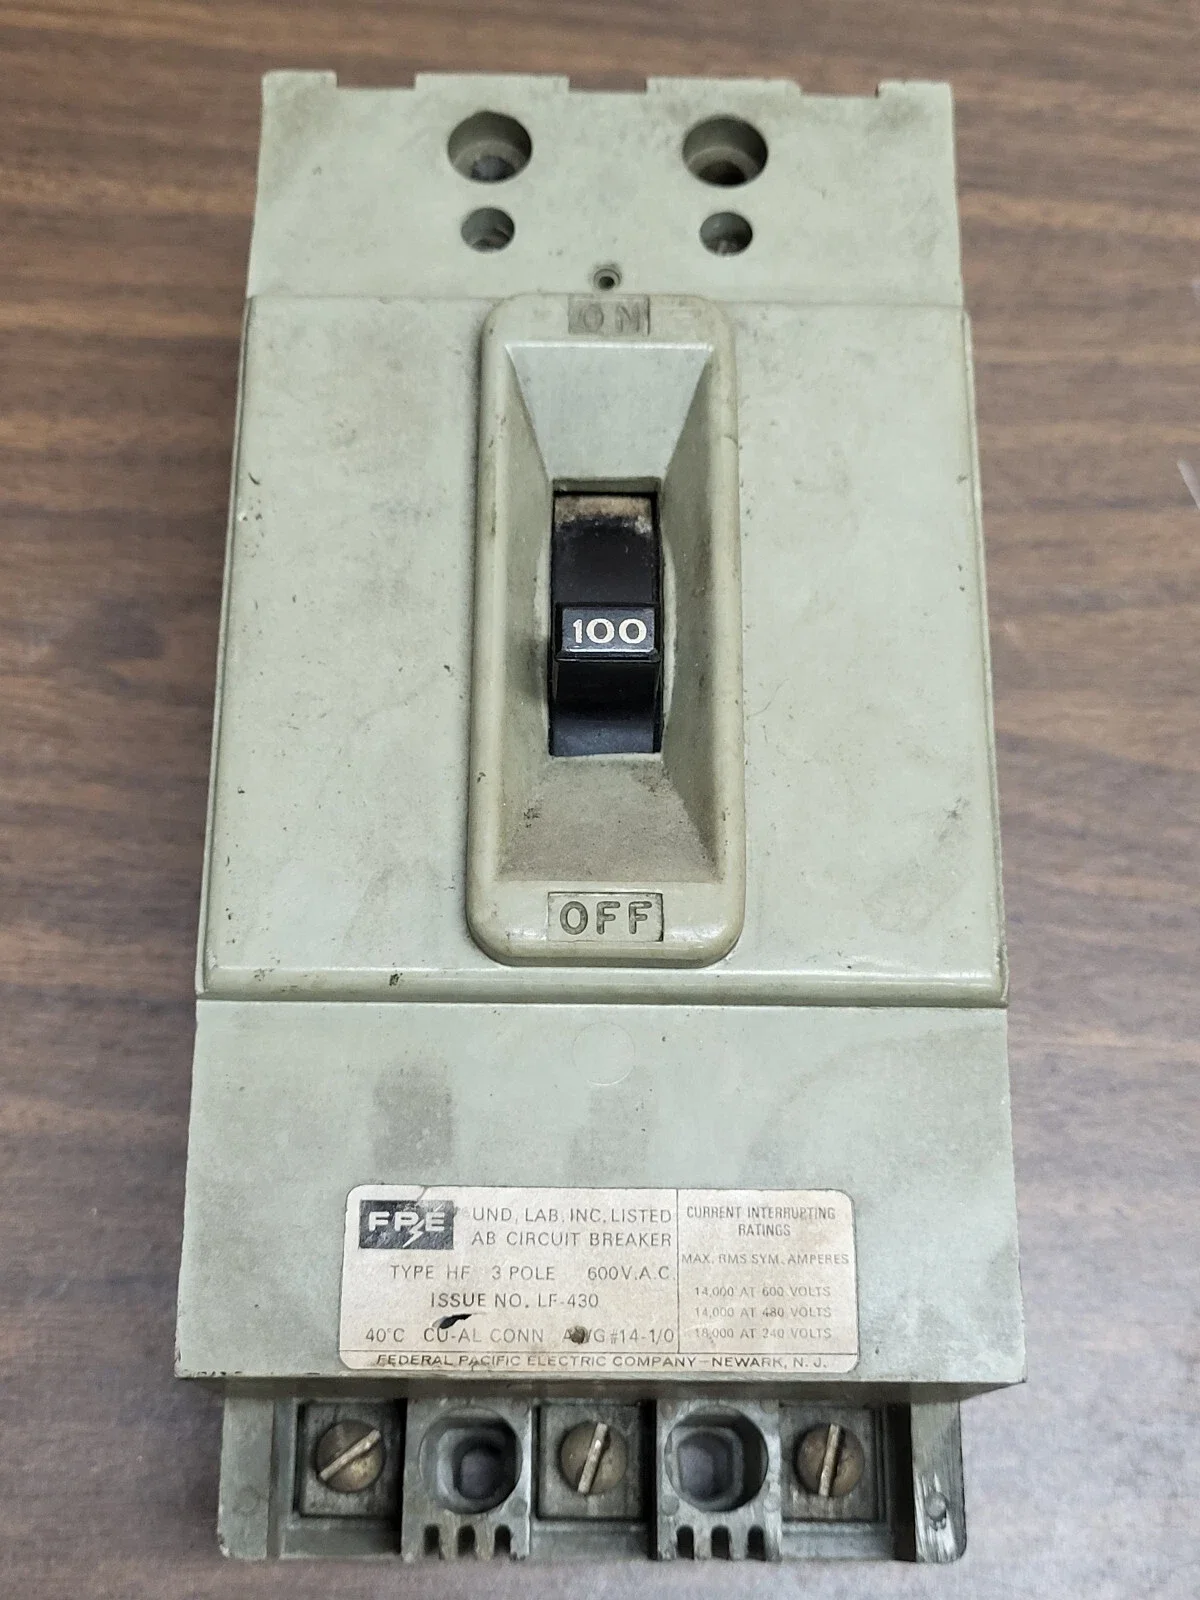 ON
100
OFF
FPE
UND. LAB. INC. LISTED
AB CIRCUIT BREAKER
TYPE HF 3 POLE 600V.A.C.
ISSUE NO. LF-430
40°C CU-AL CONN AWG #14-1/0
CURRENT INTERRUPTING
RATINGS
MAX. RMS SYM. AMPERES
14,000 AT 600 VOLTS
14,000 AT 480 VOLTS
18,000 AT 240 VOLTS
FEDERAL PACIFIC ELECTRIC COMPANY—NEWARK, N. J.